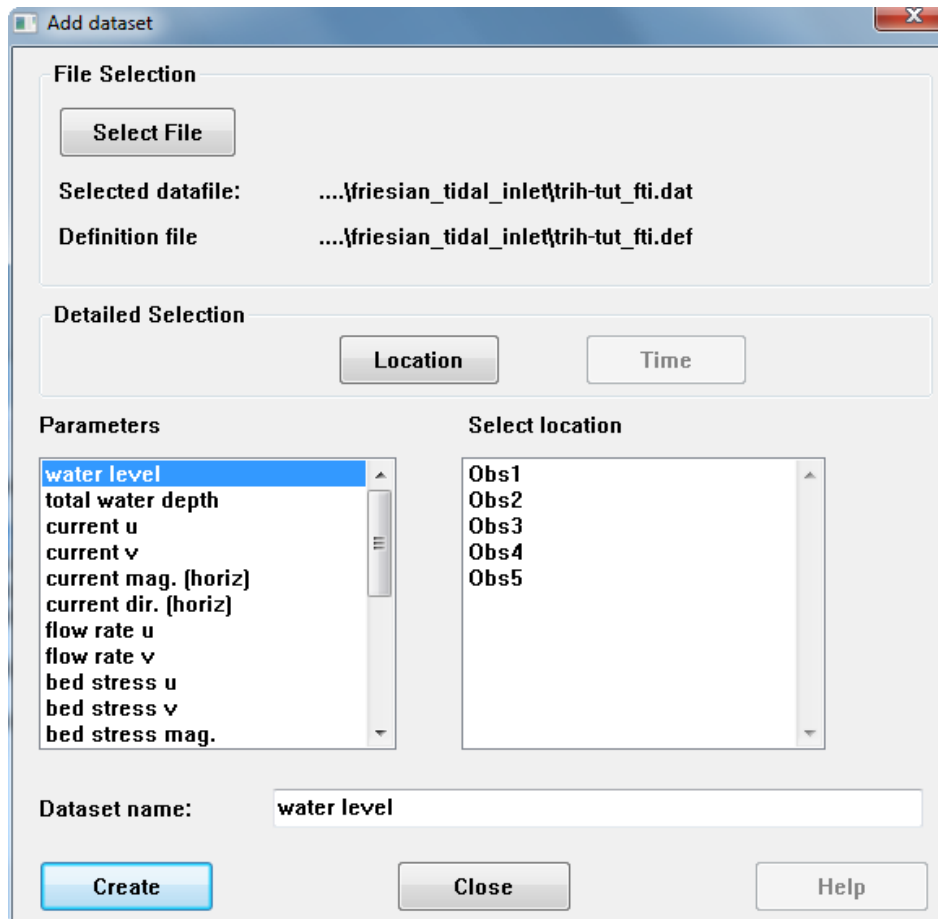 Add dataset
File Selection
Select File
Selected datafile: ....\friesian_tidal_inlet\trih-tut_fti.dat
Definition file ....\friesian_tidal_inlet\trih-tut_fti.def
Detailed Selection
Location Time
Parameters
water level
total water depth
current u
current v
current mag. (horiz)
current dir. (horiz)
flow rate u
flow rate v
bed stress u
bed stress v
bed stress mag.
Select location
Obs1
Obs2
Obs3
Obs4
Obs5
Dataset name: water level
Create Close Help